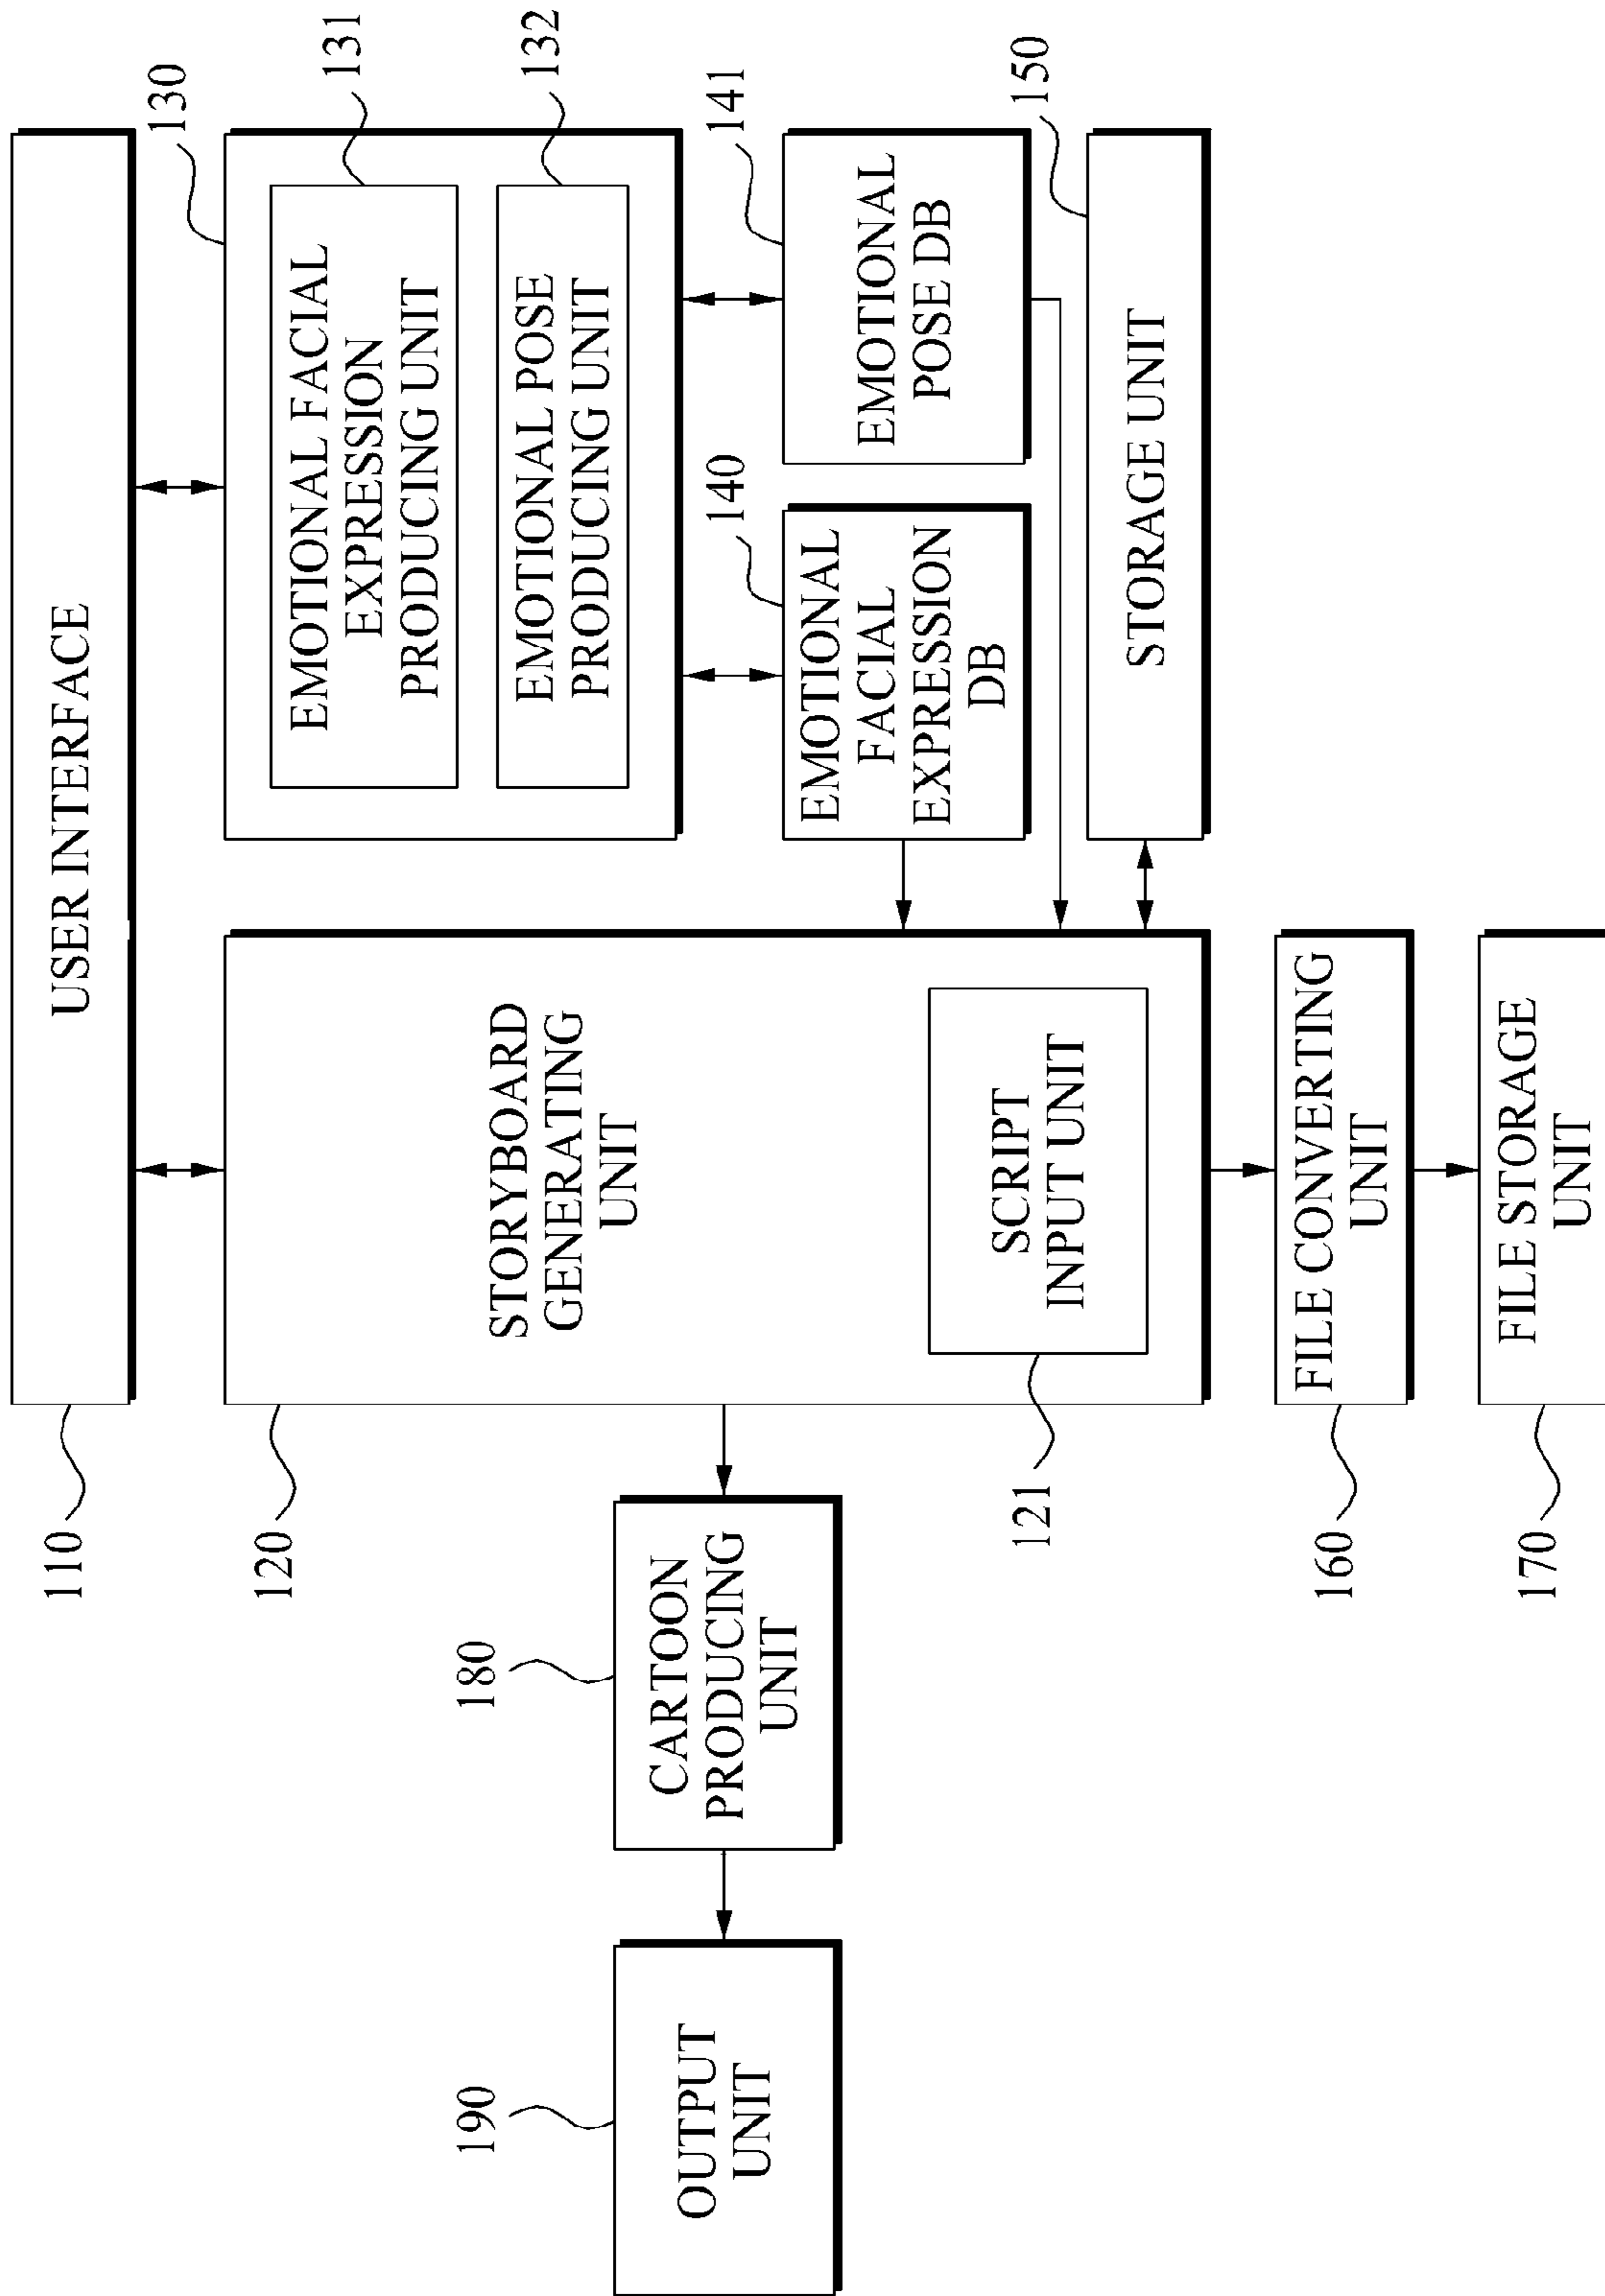 110
USER INTERFACE
120
STORYBOARD
GENERATING
UNIT
121
SCRIPT
INPUT UNIT
130
131
EMOTIONAL FACIAL
EXPRESSION
PRODUCING UNIT
132
EMOTIONAL POSE
PRODUCING UNIT
140
EMOTIONAL
FACIAL
EXPRESSION
DB
141
EMOTIONAL
POSE DB
150
STORAGE UNIT
160
FILE CONVERTING
UNIT
170
FILE STORAGE
UNIT
180
CARTOON
PRODUCING
UNIT
190
OUTPUT
UNIT